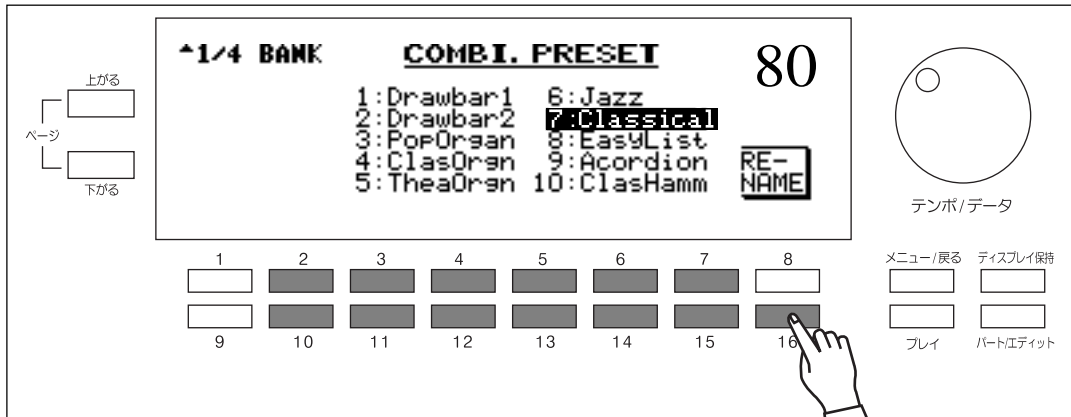 ▲1/4 BANK COMBI. PRESET 80
1:Drawbar1 6:Jazz
2:Drawbar2 7:Classical
3:PopOrgan 8:EasyList
4:ClasOrgn 9:Acordion
5:TheaOrgn 10:ClasHamm
RE-
NAME
上がる
ページ
下がる
テンポ/データ
1 2 3 4 5 6 7 8
9 10 11 12 13 14 15 16
メニュー/戻る ディスプレイ保持
プレイ パート/エディット